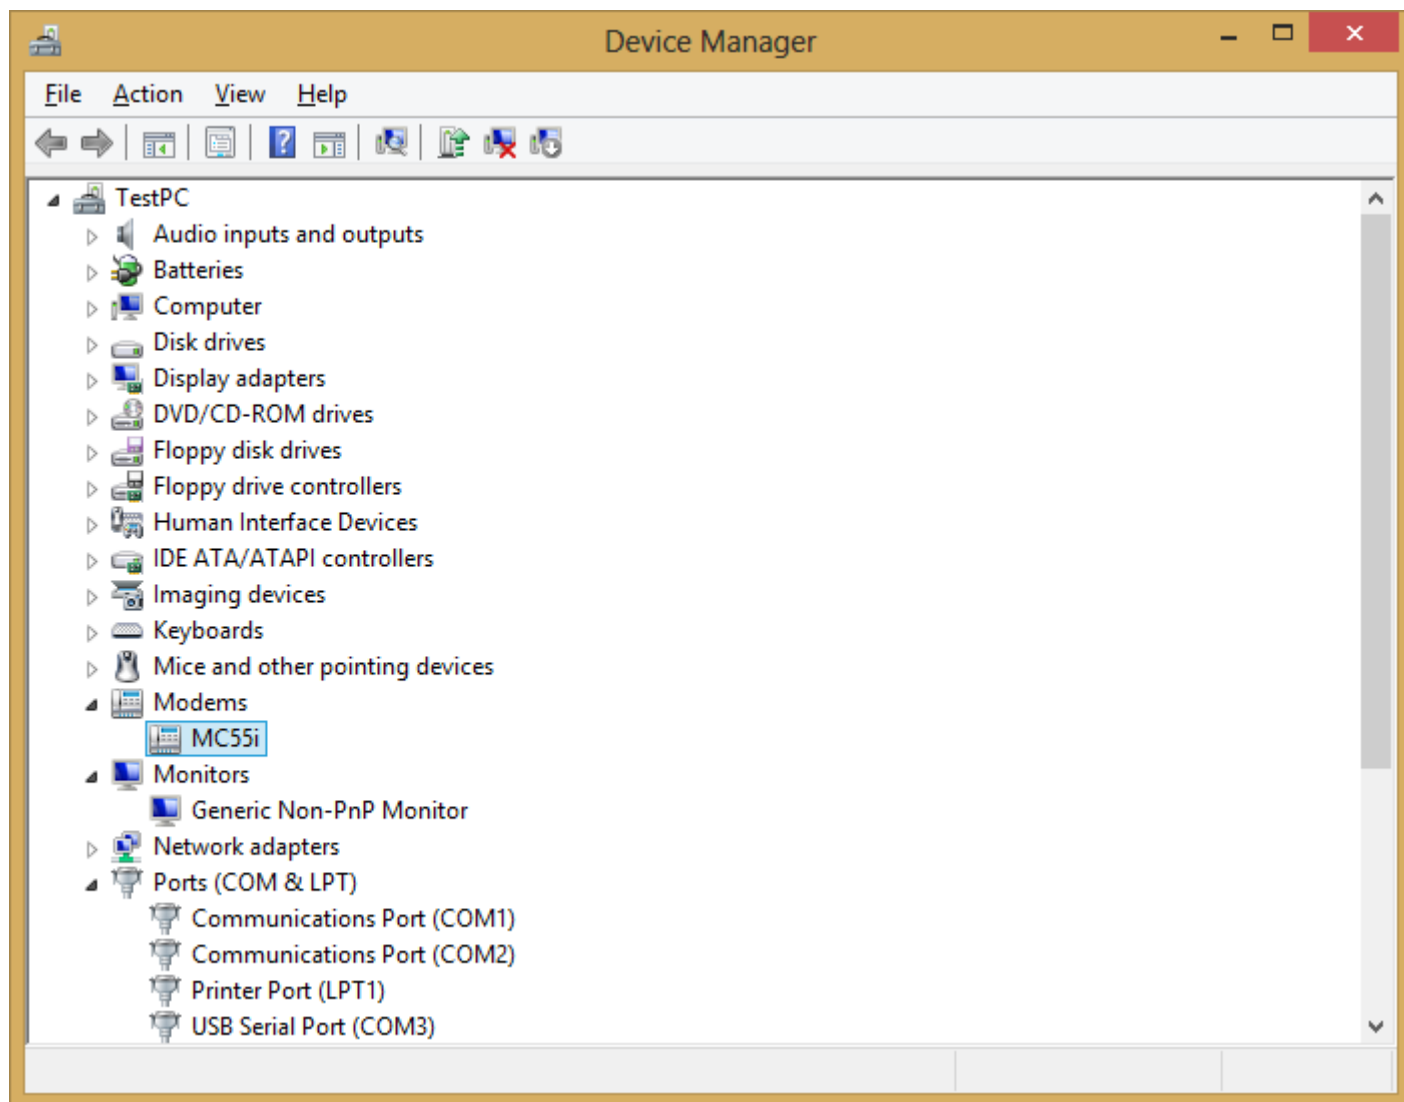 Device Manager
File Action View Help
TestPC
Audio inputs and outputs
Batteries
Computer
Disk drives
Display adapters
DVD/CD-ROM drives
Floppy disk drives
Floppy drive controllers
Human Interface Devices
IDE ATA/ATAPI controllers
Imaging devices
Keyboards
Mice and other pointing devices
Modems
MC55i
Monitors
Generic Non-PnP Monitor
Network adapters
Ports (COM & LPT)
Communications Port (COM1)
Communications Port (COM2)
Printer Port (LPT1)
USB Serial Port (COM3)